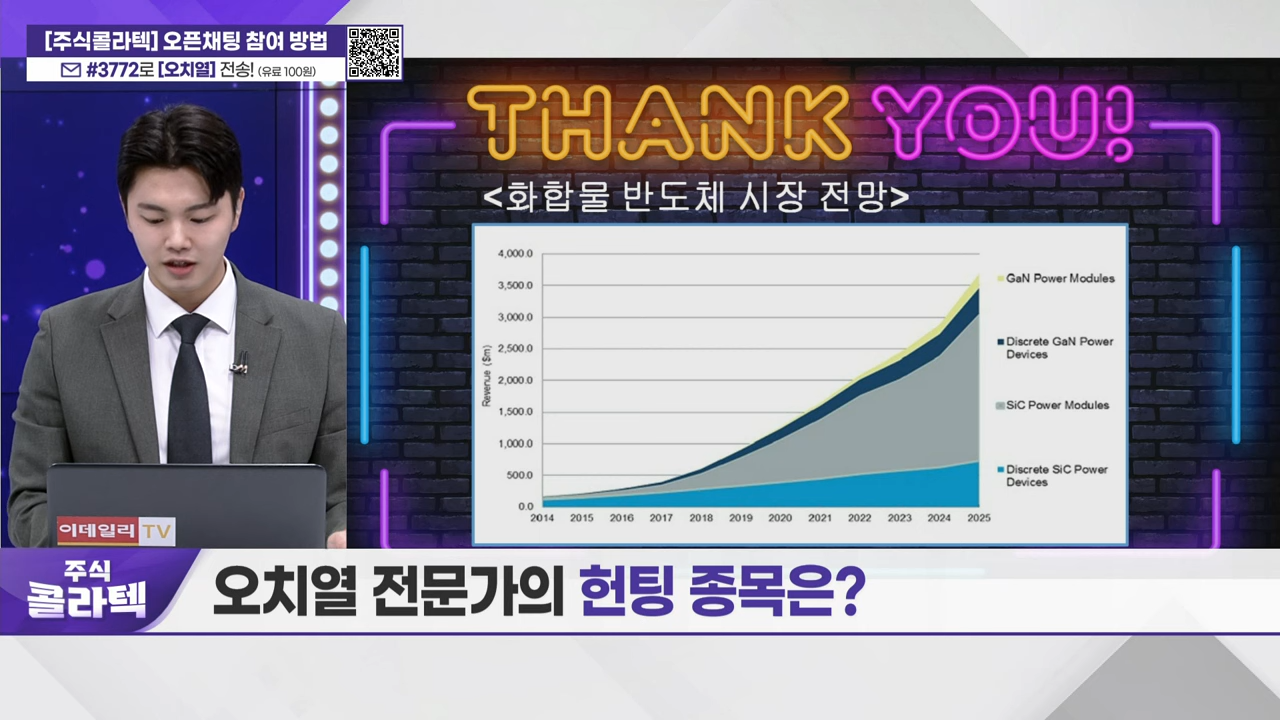 [주식콜라텍] 오픈채팅 참여 방법
#3772로 [오치열] 전송! (유료 100원)
THANK YOU!
<화합물 반도체 시장 전망>
Revenue ($m)
4,000.0
3,500.0
3,000.0
2,500.0
2,000.0
1,500.0
1,000.0
500.0
0.0
2014 2015 2016 2017 2018 2019 2020 2021 2022 2023 2024 2025
GaN Power Modules
Discrete GaN Power
Devices
SiC Power Modules
Discrete SiC Power
Devices
이데일리 TV
주식
콜라텍
오치열 전문가의 헌팅 종목은?